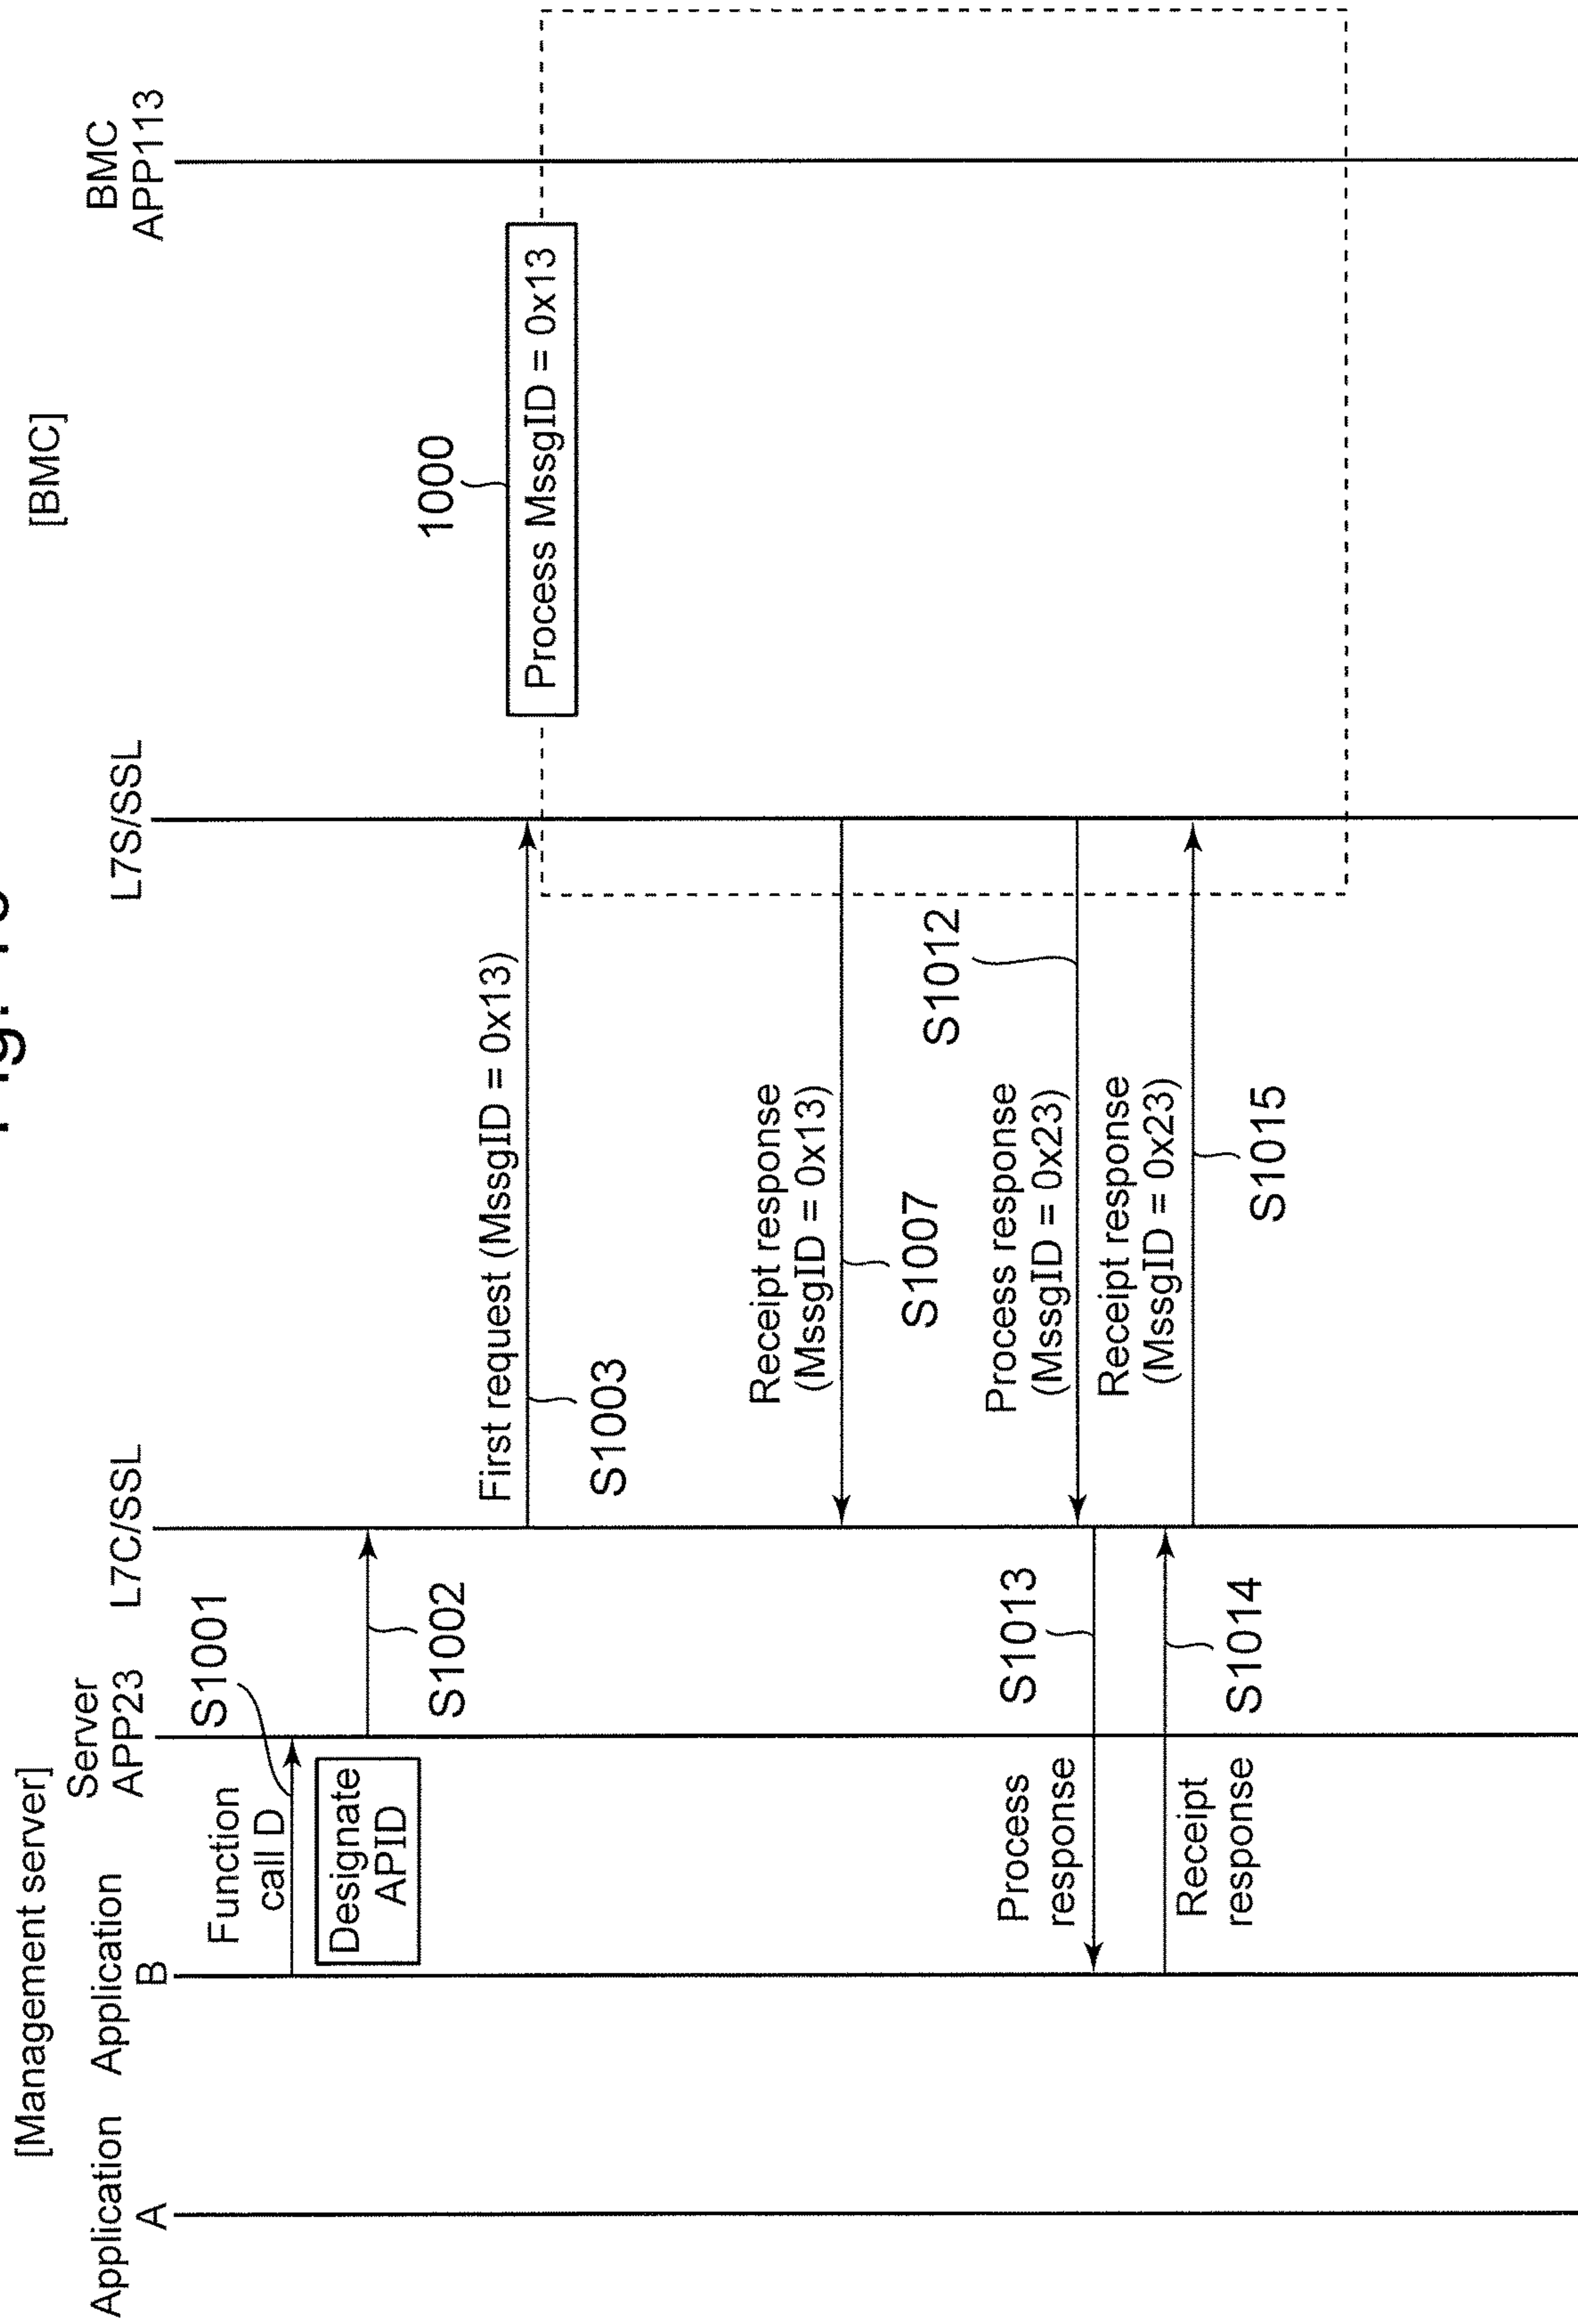 [Management server]
[BMC]
Application
A
Application
B
Server
APP23
L7C/SSL
L7S/SSL
BMC
APP113
Function
call D
S1001
Designate
APID
S1002
First request (MssgID = 0x13)
S1003
1000
Process MssgID = 0x13
Receipt response
(MssgID = 0x13)
S1007
S1012
Process response
(MssgID = 0x23)
S1013
Process
response
Receipt response
(MssgID = 0x23)
S1015
Receipt
response
S1014